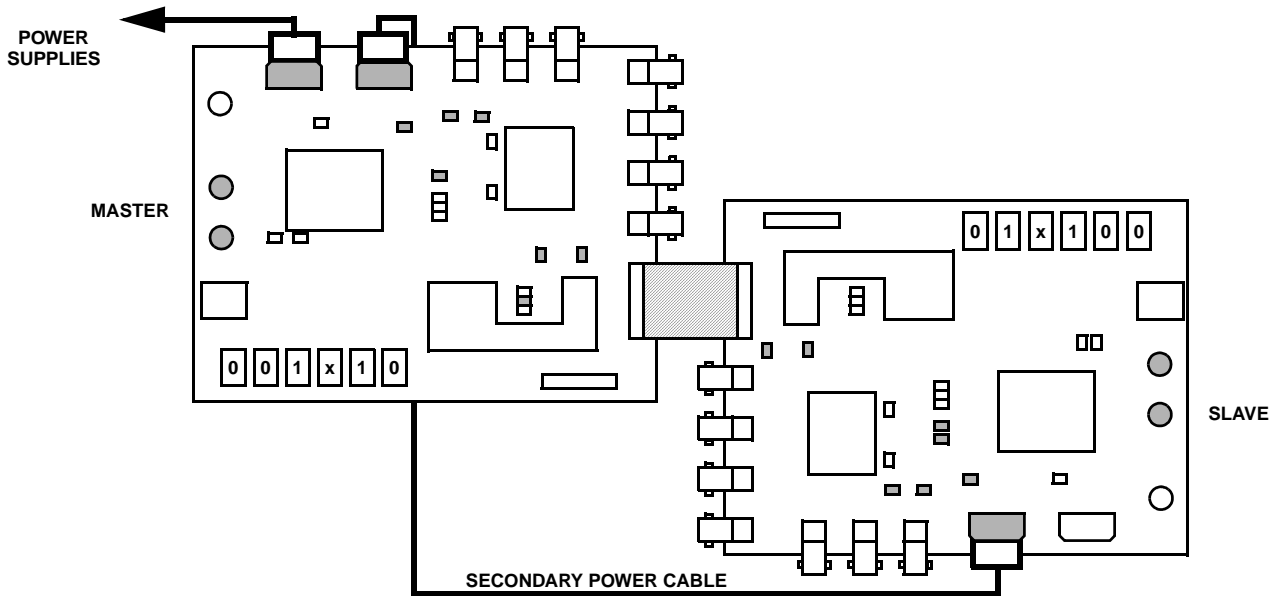 POWER
SUPPLIES
MASTER
0 1 x 1 0 0
0 0 1 x 1 0
SLAVE
SECONDARY POWER CABLE